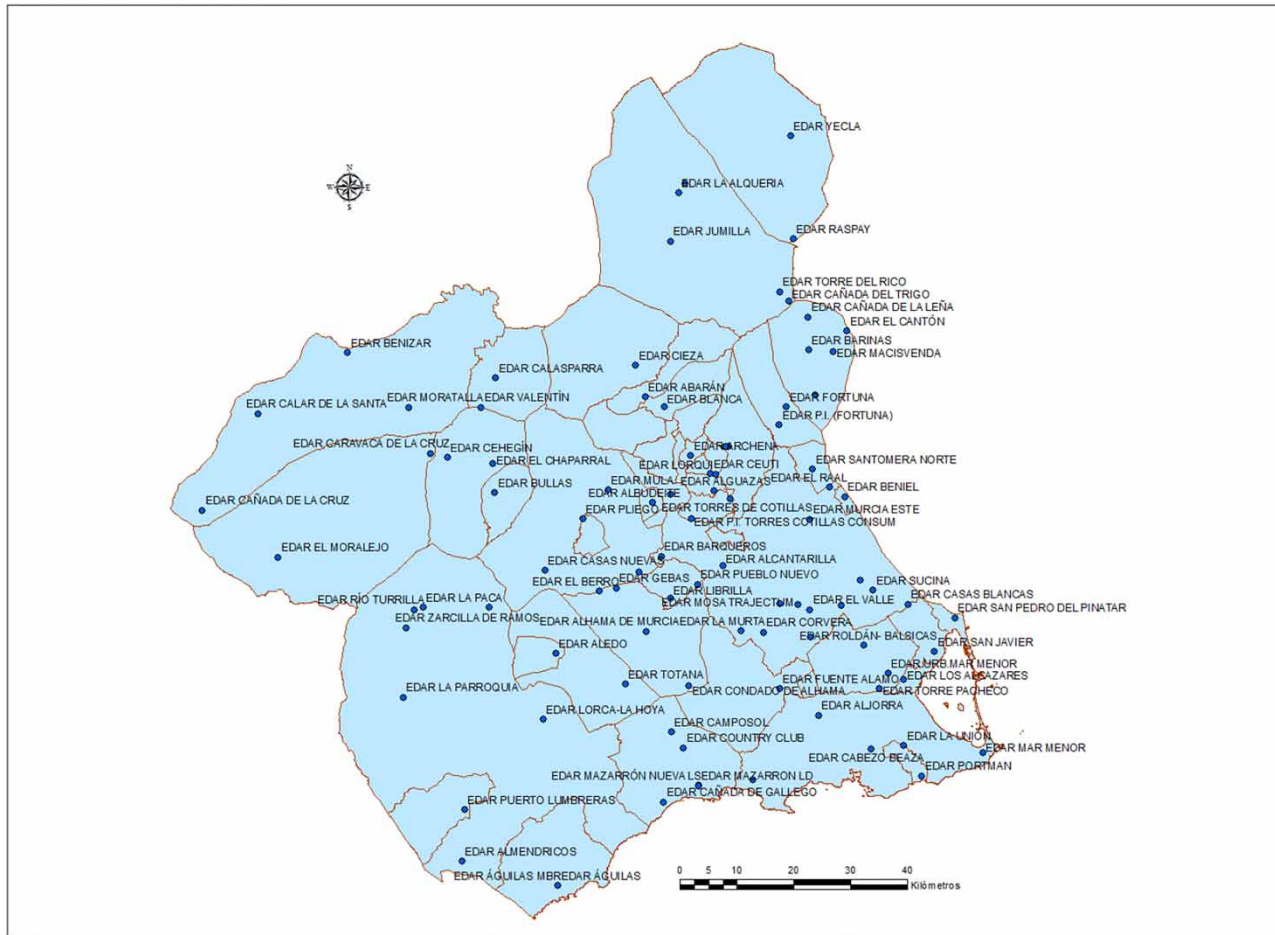 EDAR YECLA
N
W E
S
EDAR LA ALQUERIA
EDAR JUMILLA
EDAR RASPAY
EDAR TORRE DEL RICO
EDAR CAÑADA DEL TRIGO
EDAR CAÑADA DE LA LEÑA
EDAR EL CANTÓN
EDAR BARINAS
EDAR MACISVENDA
EDAR BENIZAR
EDAR CIEZA
EDAR CALASPARRA
EDAR ABARÁN
EDAR BLANCA
EDAR FORTUNA
EDAR MORATALLA
EDAR VALENTÍN
EDAR CALAR DE LA SANTA
EDAR P.I. (FORTUNA)
EDAR CARAVACA DE LA CRUZ
EDAR CEHEGÍN
EDAR ARCHENA
EDAR EL CHAPARRAL
EDAR LORQUI
EDAR CEUTI
EDAR SANTOMERA NORTE
EDAR MULA
EDAR ALGUAZAS
EDAR EL RAAL
EDAR BENIEL
EDAR BULLAS
EDAR ALBUDEITE
EDAR CAÑADA DE LA CRUZ
EDAR PLIEGO
EDAR TORRES DE COTILLAS
EDAR MURCIA ESTE
EDAR P.I. TORRES COTILLAS CONSUM
EDAR EL MORALEJO
EDAR BARQUEROS
EDAR CASAS NUEVAS
EDAR ALCANTARILLA
EDAR EL BERRO
EDAR GEBAS
EDAR PUEBLO NUEVO
EDAR SUCINA
EDAR LIBRILLA
EDAR CASAS BLANCAS
EDAR RÍO TURRILLA
EDAR LA PACA
EDAR MOSA TRAJECTUM
EDAR EL VALLE
EDAR SAN PEDRO DEL PINATAR
EDAR ZARCILLA DE RAMOS
EDAR ALHAMA DE MURCIA
EDAR LA MURTA
EDAR CORVERA
EDAR ROLDÁN- BALSICAS
EDAR SAN JAVIER
EDAR ALEDO
EDAR URB.MAR MENOR
EDAR TOTANA
EDAR FUENTE ALAMO
EDAR LOS ALCAZARES
EDAR LA PARROQUIA
EDAR CONDADO DE ALHAMA
EDAR TORRE PACHECO
EDAR LORCA-LA HOYA
EDAR ALJORRA
EDAR CAMPOSOL
EDAR COUNTRY CLUB
EDAR LA UNIÓN
EDAR CABEZO BEAZA
EDAR MAR MENOR
EDAR PORTMAN
EDAR MAZARRÓN NUEVA LS
EDAR MAZARRON LD
EDAR CAÑADA DE GALLEGO
EDAR PUERTO LUMBRERAS
EDAR ALMENDRICOS
EDAR ÁGUILAS MBR
EDAR ÁGUILAS
0 5 10 20 30 40
Kilómetros